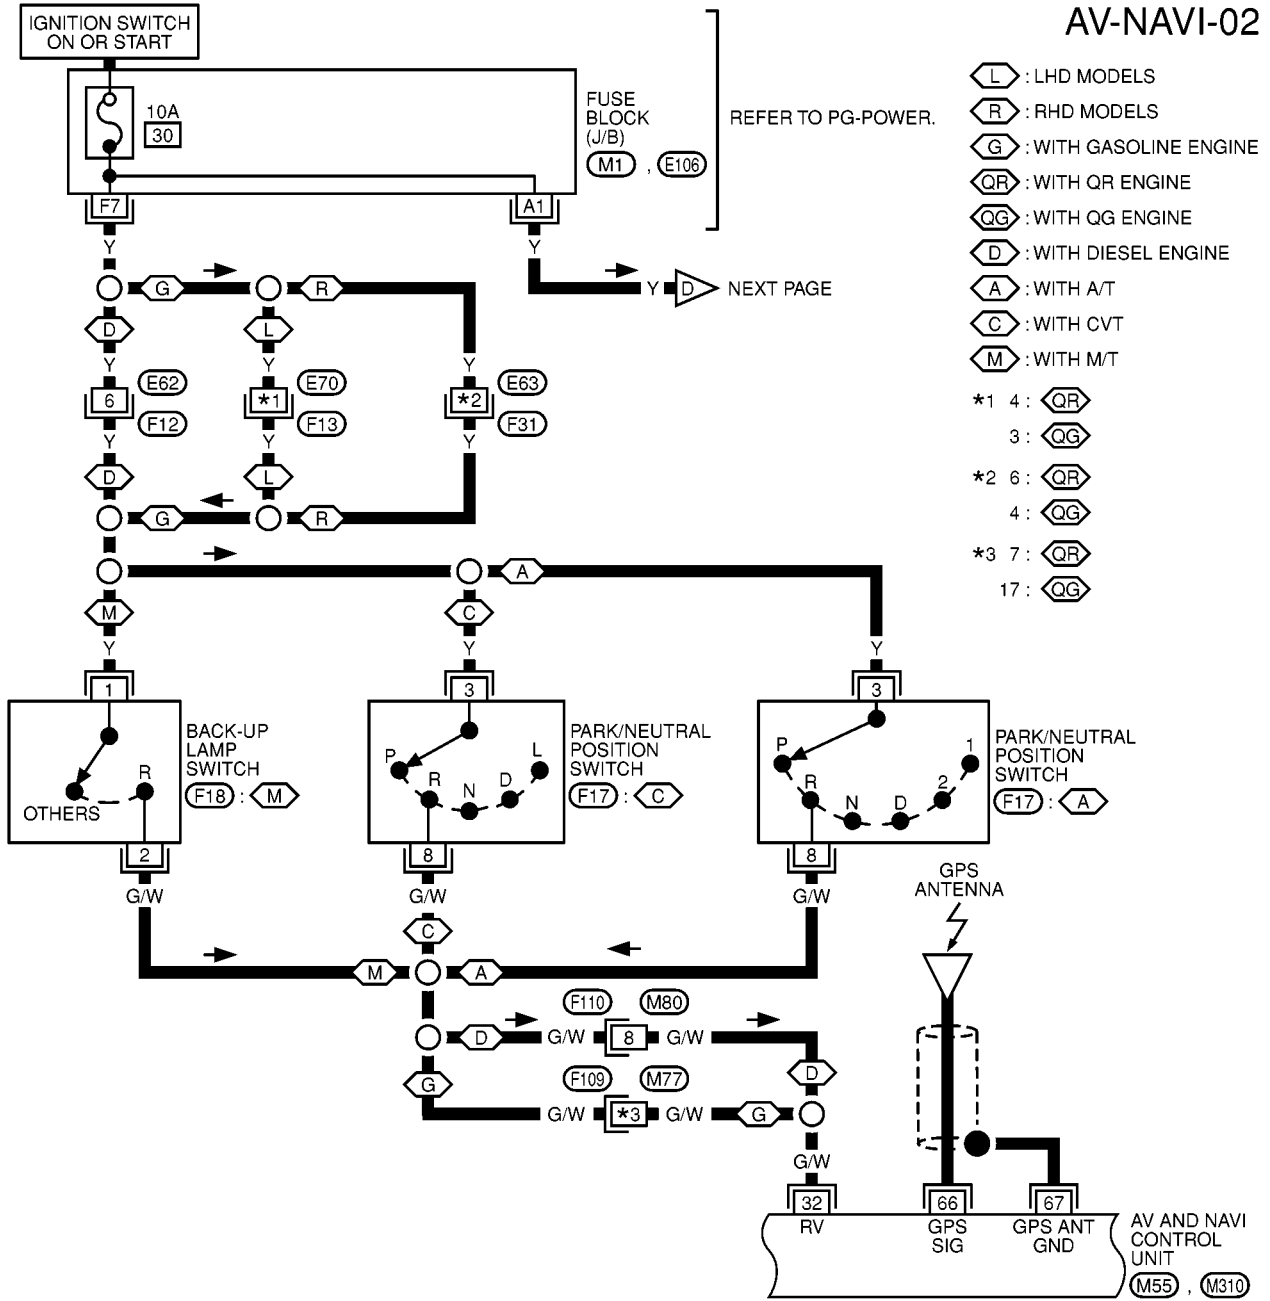 IGNITION SWITCH
ON OR START
AV-NAVI-02
10A
30
FUSE
BLOCK
(J/B)
M1 , E106
REFER TO PG-POWER.
F7
A1
L : LHD MODELS
R : RHD MODELS
G : WITH GASOLINE ENGINE
QR : WITH QR ENGINE
QG : WITH QG ENGINE
D : WITH DIESEL ENGINE
A : WITH A/T
C : WITH CVT
M : WITH M/T
*1 4 : QR
3 : QG
*2 6 : QR
4 : QG
*3 7 : QR
17 : QG
Y
Y
G
R
Y D NEXT PAGE
D
L
Y
Y
Y
6
E62
F12
*1
E70
F13
*2
E63
F31
Y
Y
Y
D
L
G
R
A
M
C
Y
Y
Y
1
3
3
BACK-UP
LAMP
SWITCH
F18 : M
OTHERS
R
P
R
N
D
L
PARK/NEUTRAL
POSITION
SWITCH
F17 : C
P
R
N
D
2
1
PARK/NEUTRAL
POSITION
SWITCH
F17 : A
2
8
8
G/W
G/W
G/W
GPS
ANTENNA
C
M
A
F110
M80
D
G/W
8
G/W
D
G
F109
M77
G/W
*3
G/W
G
G/W
32
66
67
RV
GPS
SIG
GPS ANT
GND
AV AND NAVI
CONTROL
UNIT
M55 , M310